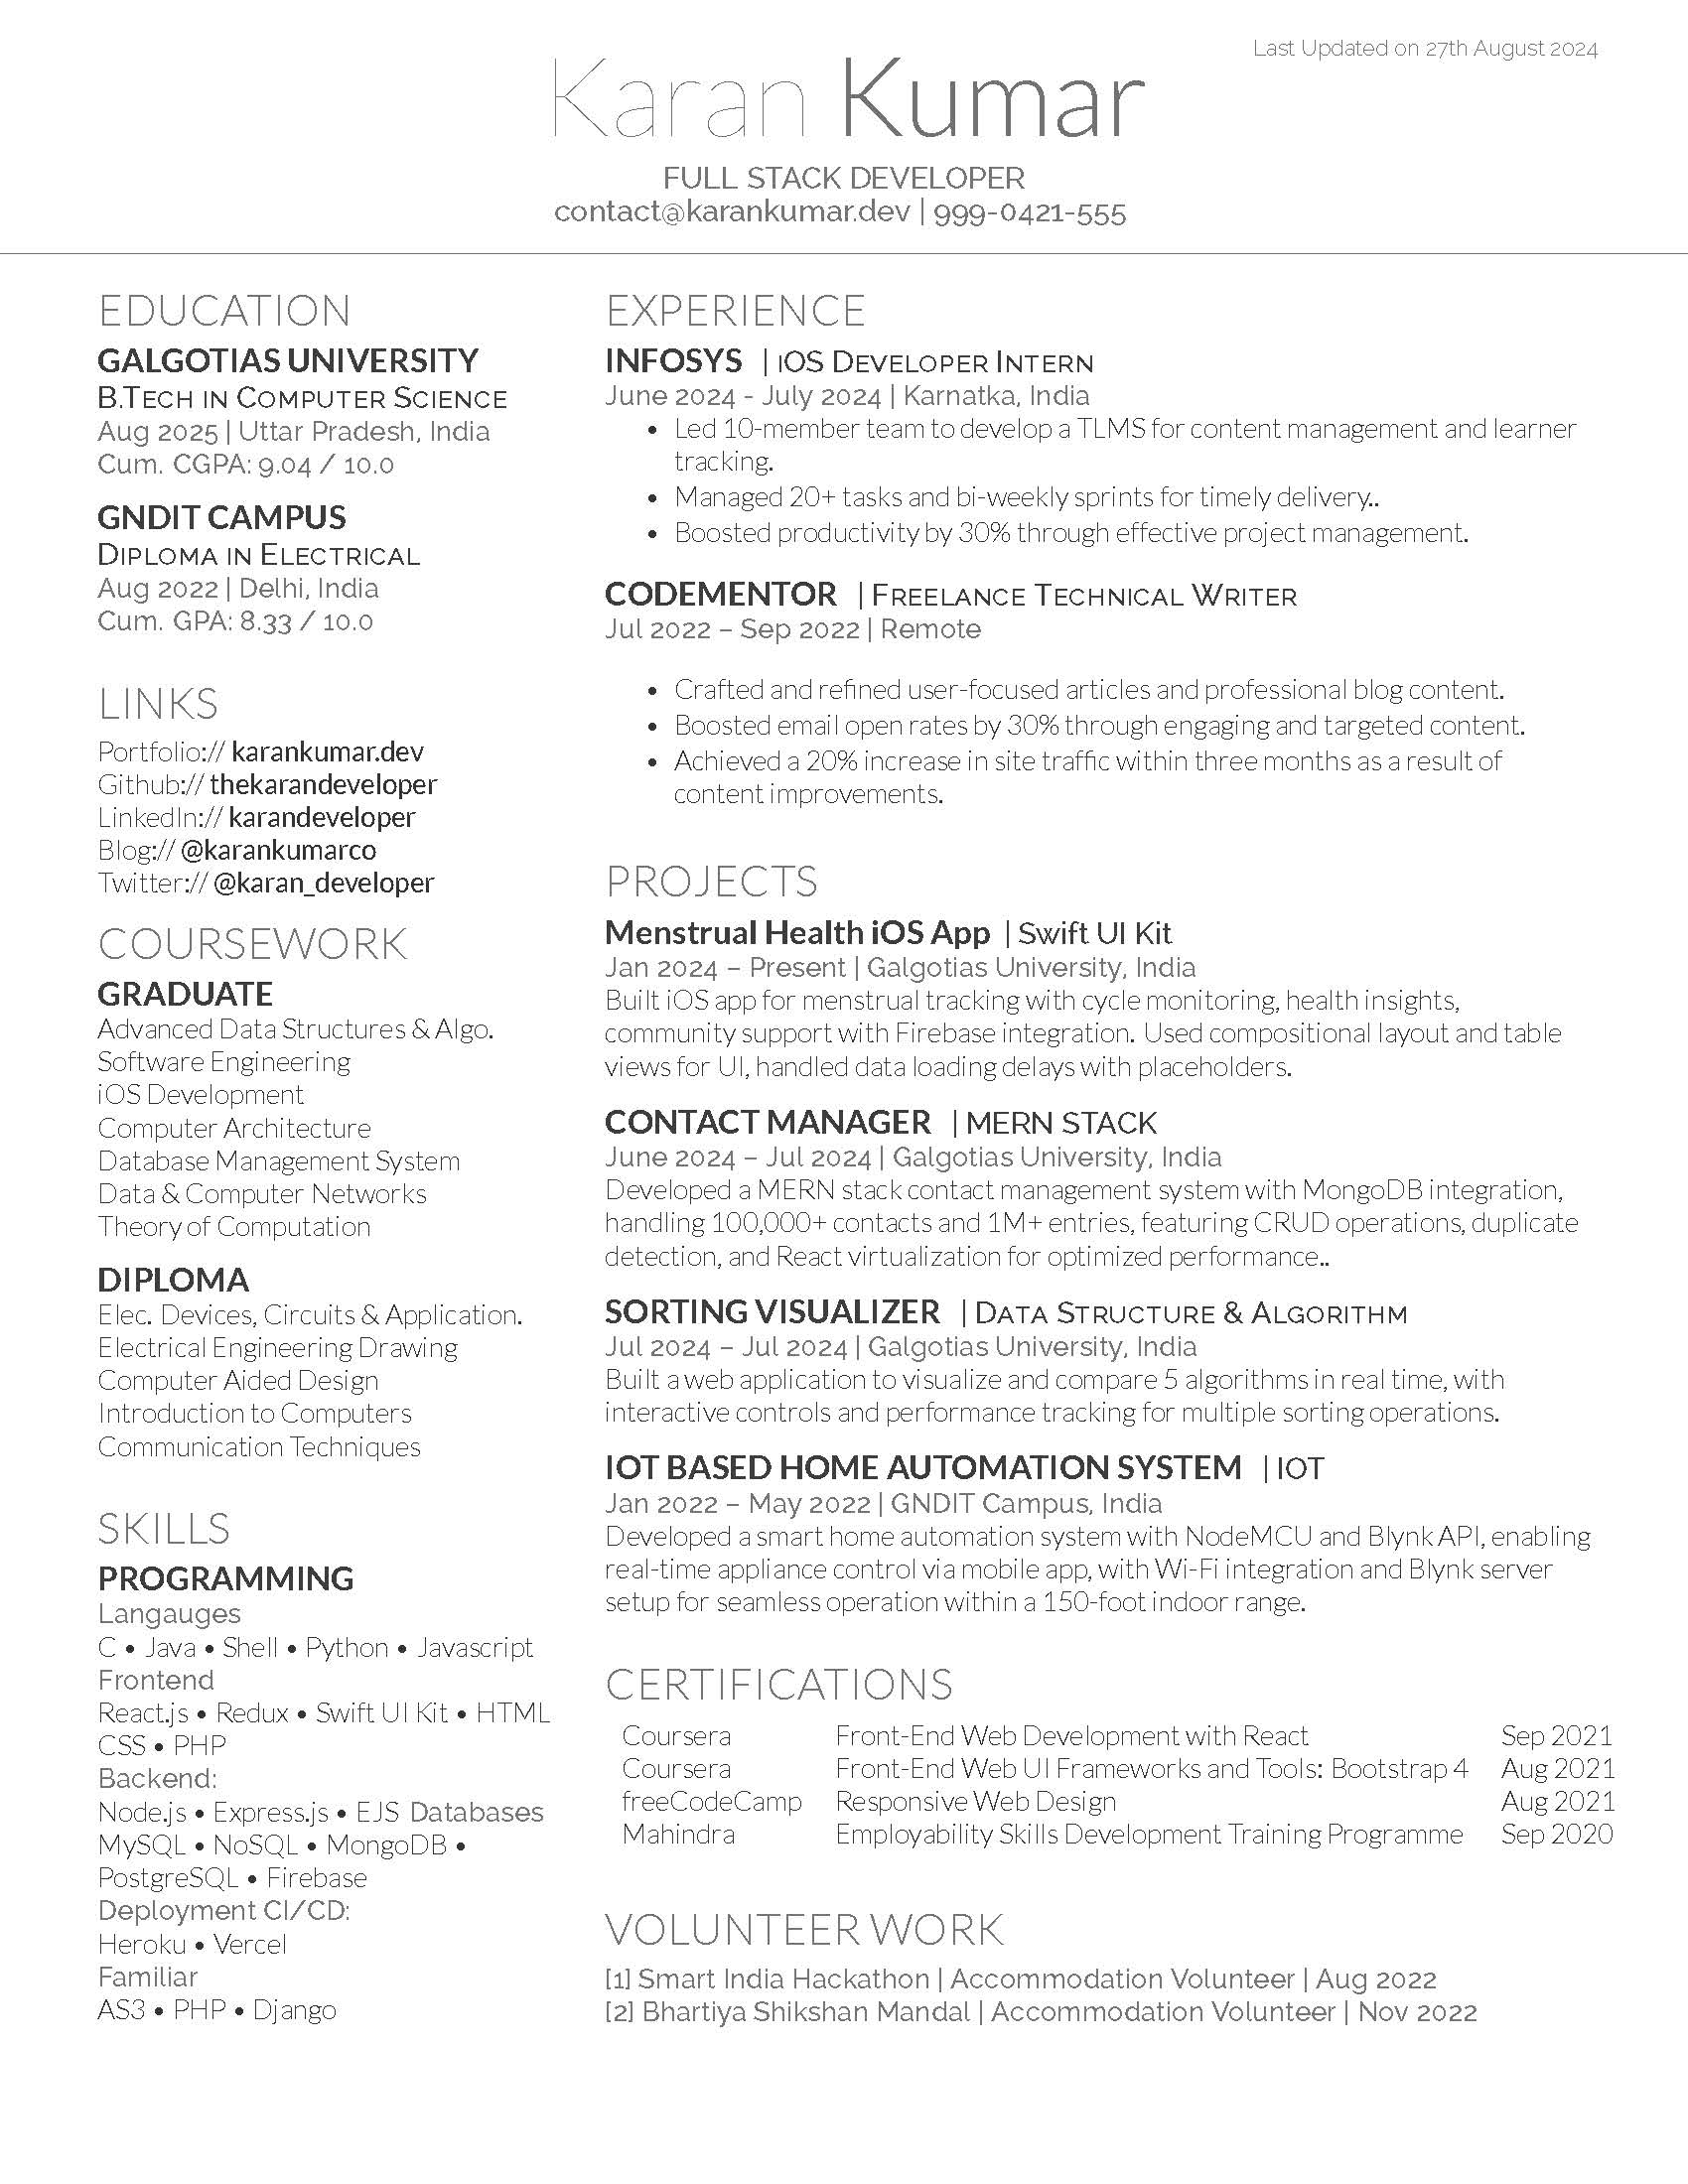 Last Updated on 27th August 2024
Karan Kumar
FULL STACK DEVELOPER
contact@karankumar.dev | 999-0421-555
EDUCATION
GALGOTIAS UNIVERSITY
B.Tech in Computer Science
Aug 2025 | Uttar Pradesh, India
Cum. CGPA: 9.04 / 10.0
GNDIT CAMPUS
Diploma in Electrical
Aug 2022 | Delhi, India
Cum. GPA: 8.33 / 10.0
LINKS
Portfolio:// karankumar.dev
Github:// thekarandeveloper
LinkedIn:// karandeveloper
Blog:// @karankumarco
Twitter:// @karan_developer
COURSEWORK
GRADUATE
Advanced Data Structures & Algo.
Software Engineering
iOS Development
Computer Architecture
Database Management System
Data & Computer Networks
Theory of Computation
DIPLOMA
Elec. Devices, Circuits & Application.
Electrical Engineering Drawing
Computer Aided Design
Introduction to Computers
Communication Techniques
SKILLS
PROGRAMMING
Langauges
C • Java • Shell • Python • Javascript
Frontend
React.js • Redux • Swift UI Kit • HTML
CSS • PHP
Backend:
Node.js • Express.js • EJS Databases
MySQL • NoSQL • MongoDB •
PostgreSQL • Firebase
Deployment CI/CD:
Heroku • Vercel
Familiar
AS3 • PHP • Django
EXPERIENCE
INFOSYS | iOS Developer Intern
June 2024 - July 2024 | Karnatka, India
• Led 10-member team to develop a TLMS for content management and learner
tracking.
• Managed 20+ tasks and bi-weekly sprints for timely delivery..
• Boosted productivity by 30% through effective project management.
CODEMENTOR | Freelance Technical Writer
Jul 2022 – Sep 2022 | Remote
• Crafted and refined user-focused articles and professional blog content.
• Boosted email open rates by 30% through engaging and targeted content.
• Achieved a 20% increase in site traffic within three months as a result of
content improvements.
PROJECTS
Menstrual Health iOS App | Swift UI Kit
Jan 2024 – Present | Galgotias University, India
Built iOS app for menstrual tracking with cycle monitoring, health insights,
community support with Firebase integration. Used compositional layout and table
views for UI, handled data loading delays with placeholders.
CONTACT MANAGER | MERN STACK
June 2024 – Jul 2024 | Galgotias University, India
Developed a MERN stack contact management system with MongoDB integration,
handling 100,000+ contacts and 1M+ entries, featuring CRUD operations, duplicate
detection, and React virtualization for optimized performance..
SORTING VISUALIZER | Data Structure & Algorithm
Jul 2024 – Jul 2024 | Galgotias University, India
Built a web application to visualize and compare 5 algorithms in real time, with
interactive controls and performance tracking for multiple sorting operations.
IOT BASED HOME AUTOMATION SYSTEM | IOT
Jan 2022 – May 2022 | GNDIT Campus, India
Developed a smart home automation system with NodeMCU and Blynk API, enabling
real-time appliance control via mobile app, with Wi-Fi integration and Blynk server
setup for seamless operation within a 150-foot indoor range.
CERTIFICATIONS
Coursera Front-End Web Development with React Sep 2021
Coursera Front-End Web UI Frameworks and Tools: Bootstrap 4 Aug 2021
freeCodeCamp Responsive Web Design Aug 2021
Mahindra Employability Skills Development Training Programme Sep 2020
VOLUNTEER WORK
[1] Smart India Hackathon | Accommodation Volunteer | Aug 2022
[2] Bhartiya Shikshan Mandal | Accommodation Volunteer | Nov 2022